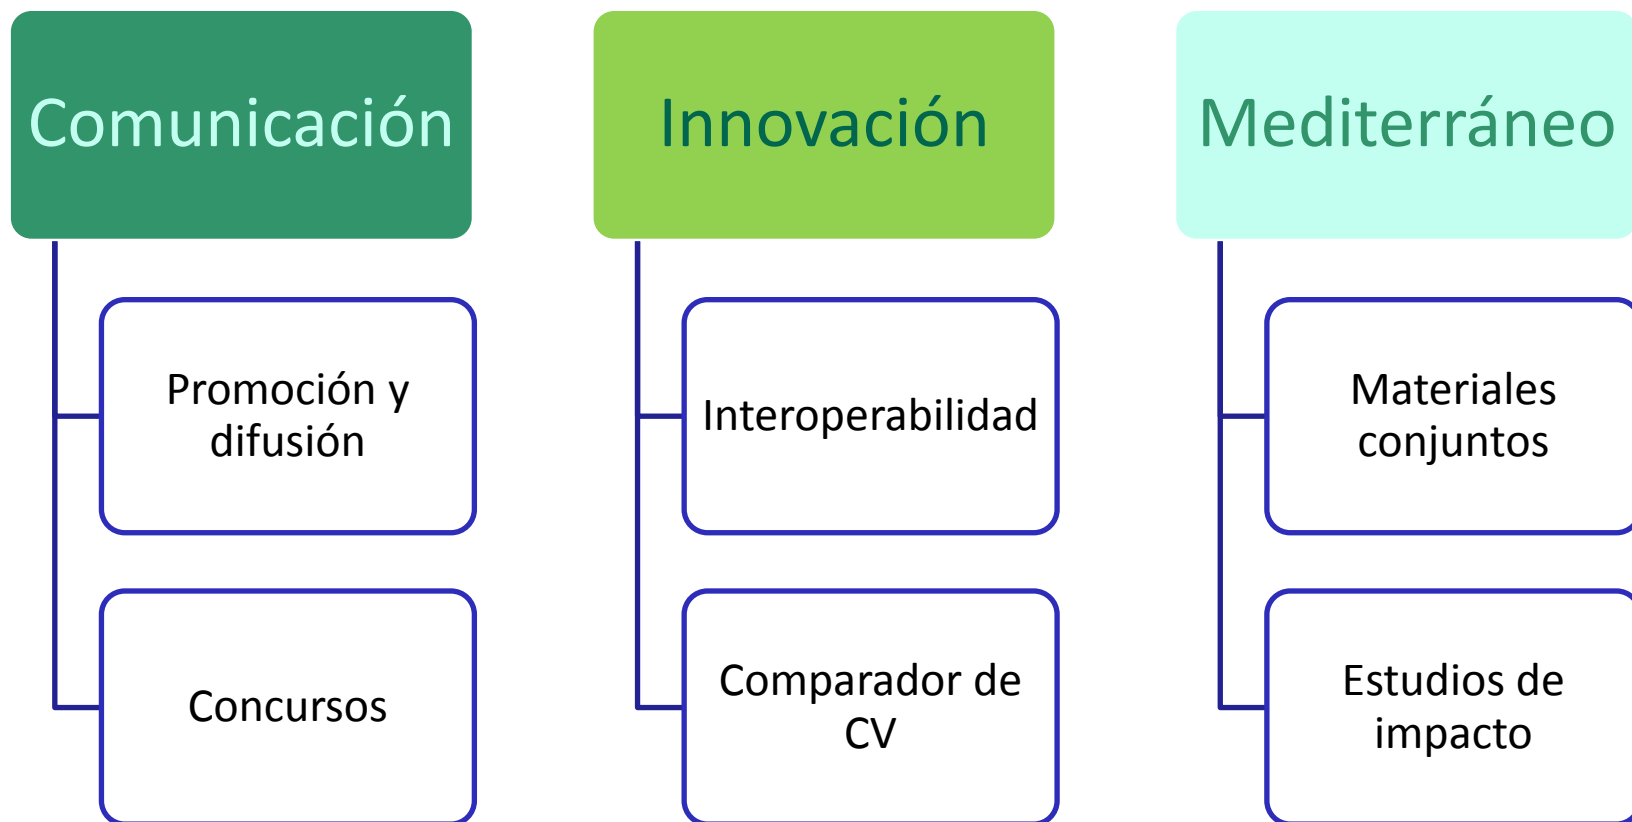 Comunicación
Promoción y
difusión
Concursos
Innovación
Interoperabilidad
Comparador de
CV
Mediterráneo
Materiales
conjuntos
Estudios de
impacto